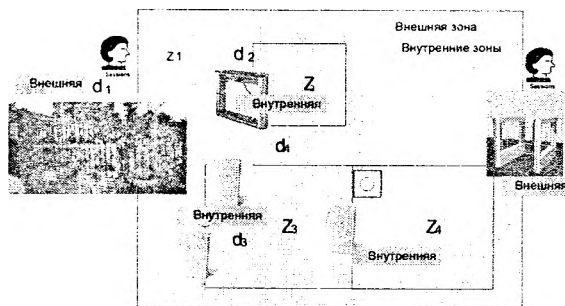 Внешняя зона
Внутренние зоны
Z1
d2
Z
Внешняя d1
Внутренняя
d4
Внешняя
Внутренняя
d3
Z3
Z4
Внутренняя